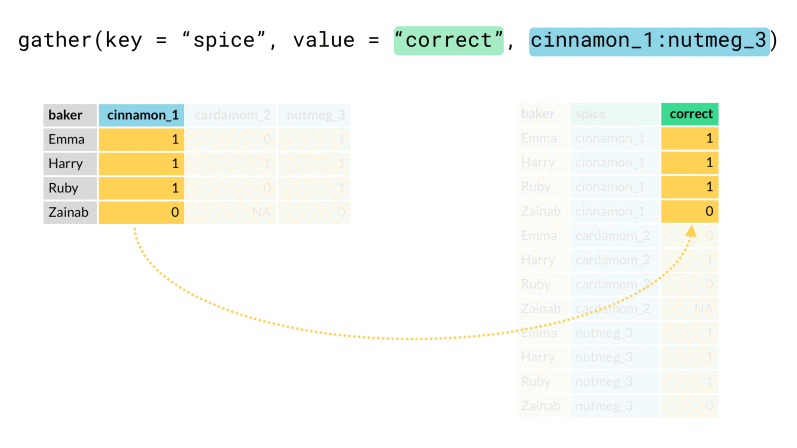 gather(key = “spice”, value = “correct”, cinnamon_1:nutmeg_3)
baker cinnamon_1 cardamom_2 nutmeg_3
Emma 1 0 1
Harry 1 1 1
Ruby 1 0 1
Zainab 0 NA 0
baker spice correct
Emma cinnamon_1 1
Harry cinnamon_1 1
Ruby cinnamon_1 1
Zainab cinnamon_1 0
Emma cardamom_2 0
Harry cardamom_2 1
Ruby cardamom_2 0
Zainab cardamom_2 NA
Emma nutmeg_3 1
Harry nutmeg_3 1
Ruby nutmeg_3 1
Zainab nutmeg_3 0